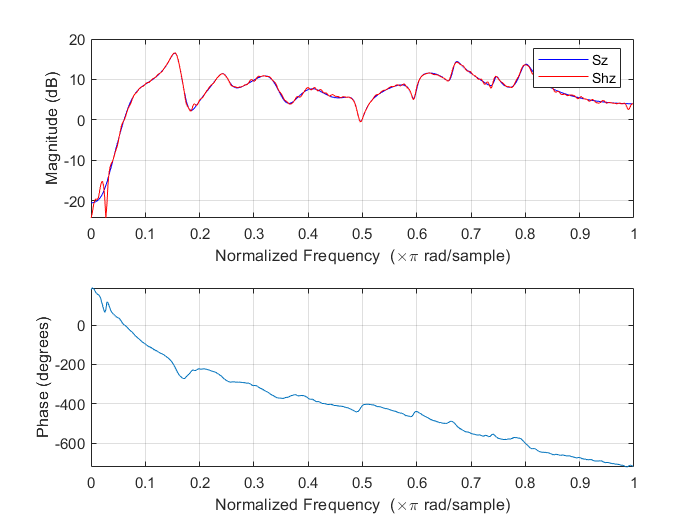 20
10
0
-10
-20
Magnitude (dB)
Sz
Shz
0 0.1 0.2 0.3 0.4 0.5 0.6 0.7 0.8 0.9 1
Normalized Frequency (×π rad/sample)
0
-200
-400
-600
Phase (degrees)
0 0.1 0.2 0.3 0.4 0.5 0.6 0.7 0.8 0.9 1
Normalized Frequency (×π rad/sample)